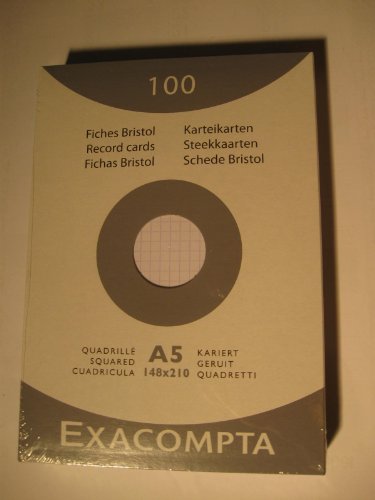 100
Fiches Bristol Karteikarten
Record cards Steekkaarten
Fichas Bristol Schede Bristol
QUADRILLÉ A5 KARIERT
SQUARED GERUIT
CUADRICULA 148x210 QUADRETTI
EXACOMPTA